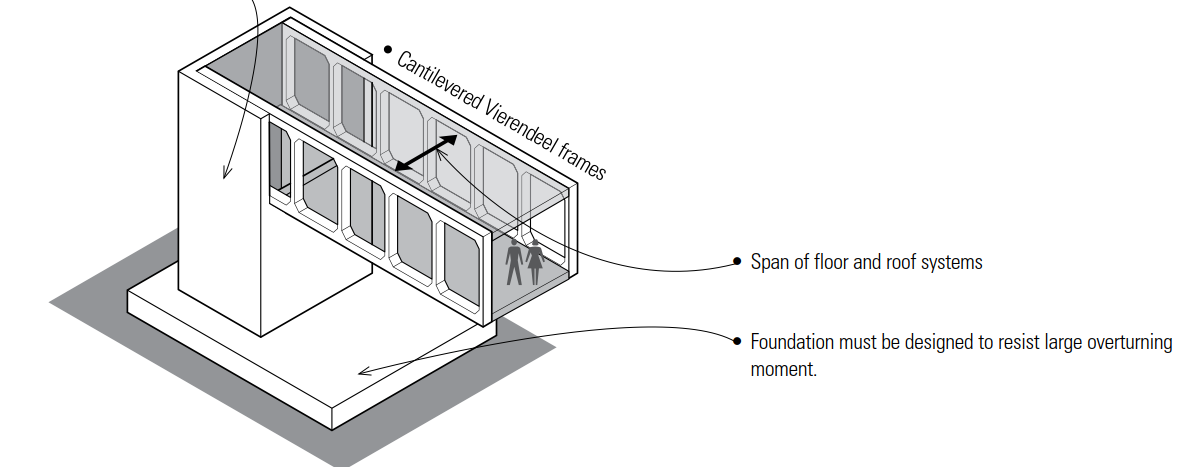 • Cantilevered Vierendeel frames
• Span of floor and roof systems
• Foundation must be designed to resist large overturning
moment.